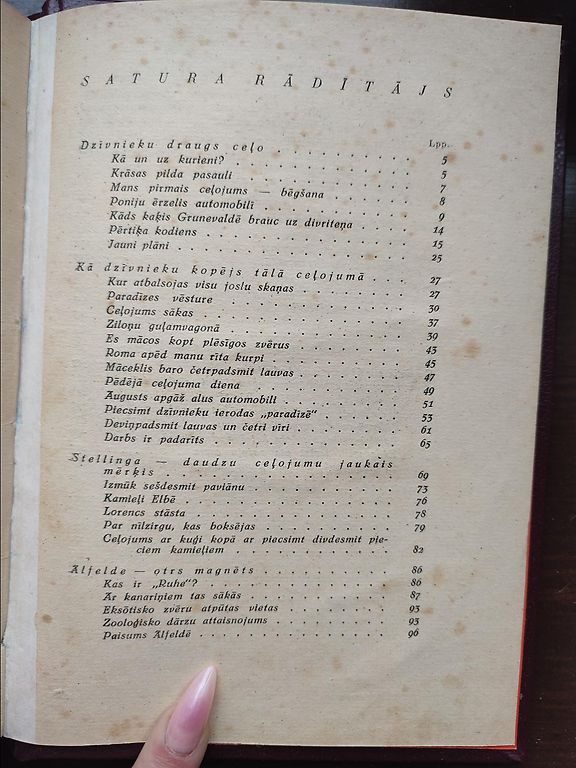 SATURA RĀDĪTĀJS
Lpp.
Dzīvnieku draugs ceļo . . . . . . . . . 5
Kā un uz kurieni? . . . . . . . . . 5
Krāsas pilda pasauli . . . . . . . . . 7
Mans pirmais ceļojums — bēgšana . . . . . . 8
Poniju ērzelis automobilī . . . . . . . . 9
Kāds kaķis Grunevaldē brauc uz divriteņa . . . . 14
Pērtiķa kodiens . . . . . . . . . . 15
Jauni plāni . . . . . . . . . . . 25
Kā dzīvnieku kopējs tālā ceļojumā . . . 27
Kur atbalsojas visu joslu skaņas . . . . . . 27
Paradīzes vēsture . . . . . . . . . . 30
Ceļojums sākas . . . . . . . . . . 37
Ziloņu guļamvagonā . . . . . . . . . 39
Es mācos kopt plēsīgos zvērus . . . . . . . 43
Roma apēd manu rīta kurpi . . . . . . . . 45
Māceklis baro četrpadsmit lauvas . . . . . . 47
Pēdējā ceļojuma diena . . . . . . . . . 49
Augusts apgāž alus automobili . . . . . . . 51
Piecsimt dzīvnieku ierodas „paradīzē“ . . . . . 53
Deviņpadsmit lauvas un četri vīri . . . . . . 61
Darbs ir padarīts . . . . . . . . . . 65
Stellinga — daudzu ceļojumu jaukais
mērķis . . . . . . . . . . . . 69
Izmūk sešdesmit paviānu . . . . . . . . 73
Kamieļi Elbē . . . . . . . . . . . 76
Lorencs stāsta . . . . . . . . . . 78
Par nīlzirgu, kas boksējas . . . . . . . . 79
Ceļojums ar kuģi kopā ar piecsimt divdesmit pie-
ciem kamieļiem . . . . . . . . . 82
Alfelde — otrs magnēts . . . . . . . . 86
Kas ir „Ruhe“? . . . . . . . . . . 86
Ar kanariņiem tas sākās . . . . . . . . 87
Eksōtisko zvēru atpūtas vietas . . . . . . . 93
Zooloģisko dārzu attaisnojums . . . . . . . 93
Paisums Alfeldē . . . . . . . . . . 96